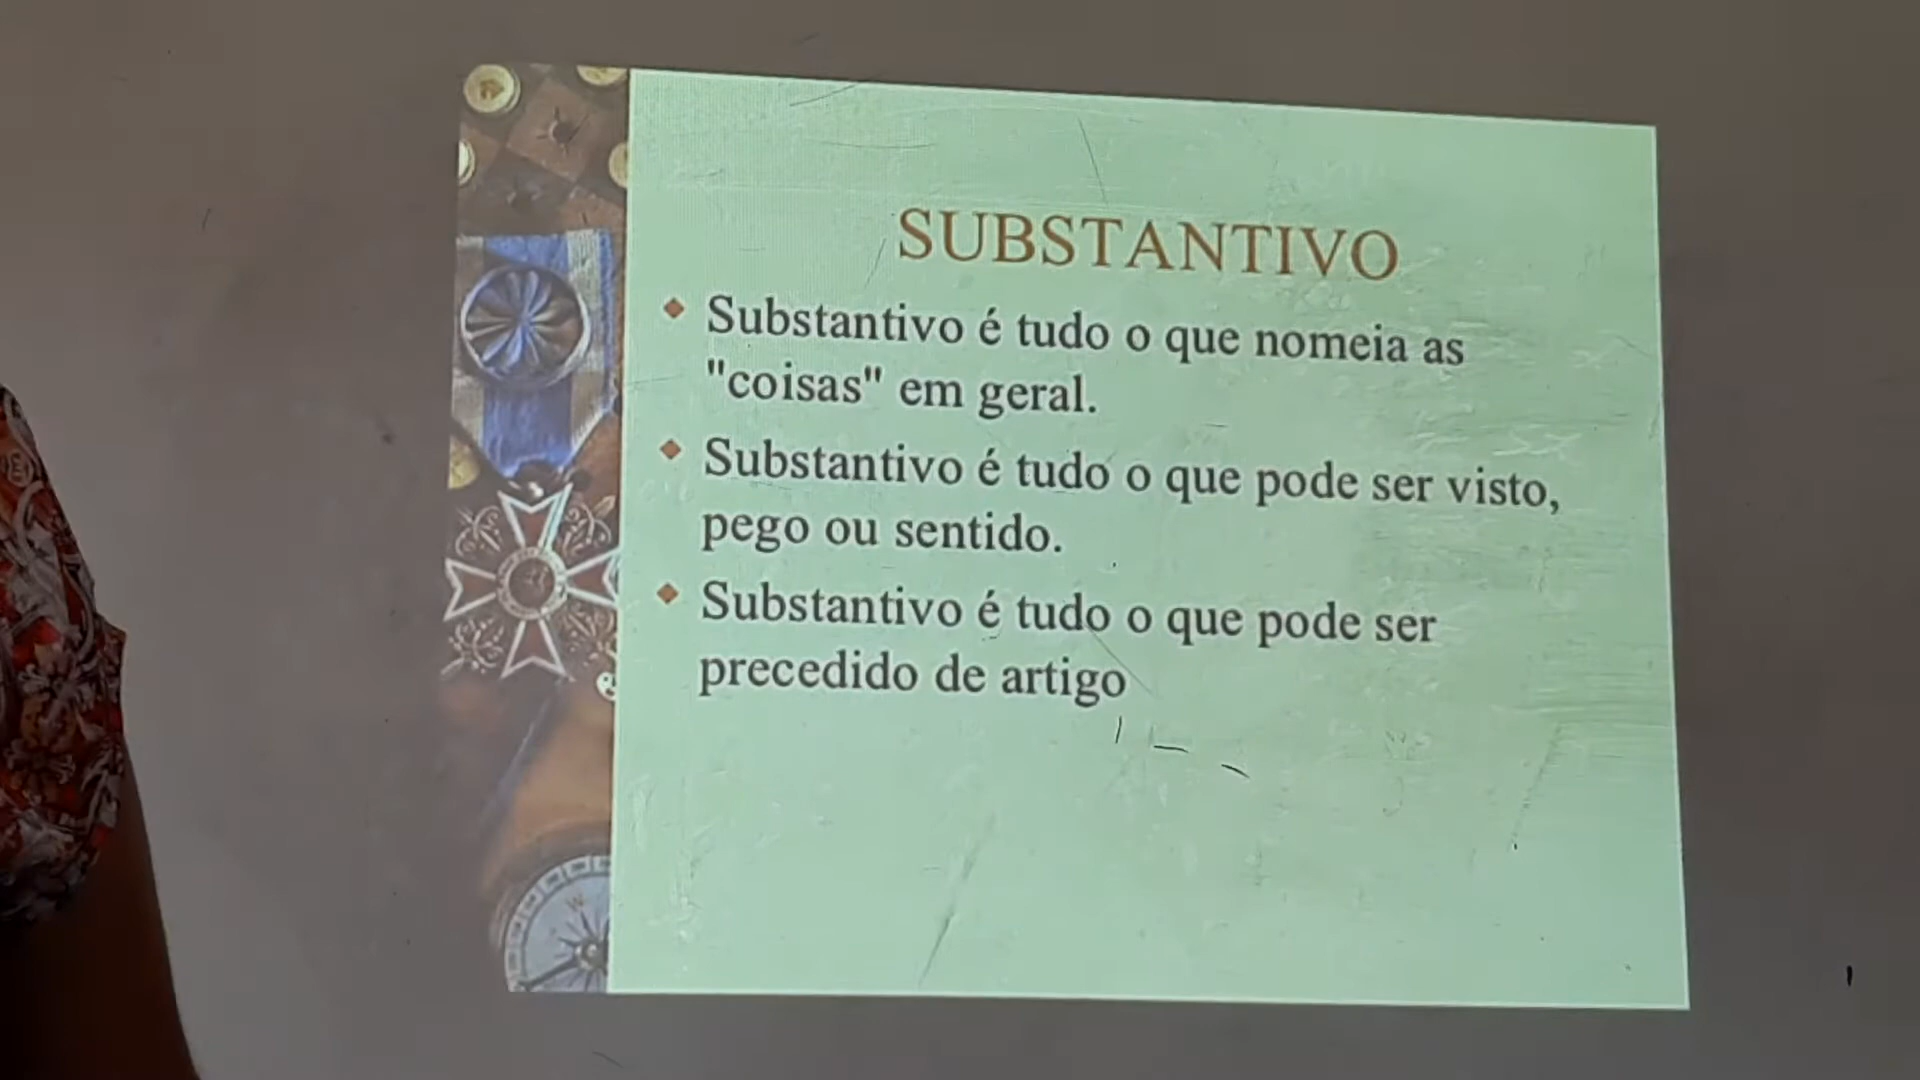 SUBSTANTIVO
Substantivo é tudo o que nomeia as
"coisas" em geral.
Substantivo é tudo o que pode ser visto,
pego ou sentido.
Substantivo é tudo o que pode ser
precedido de artigo